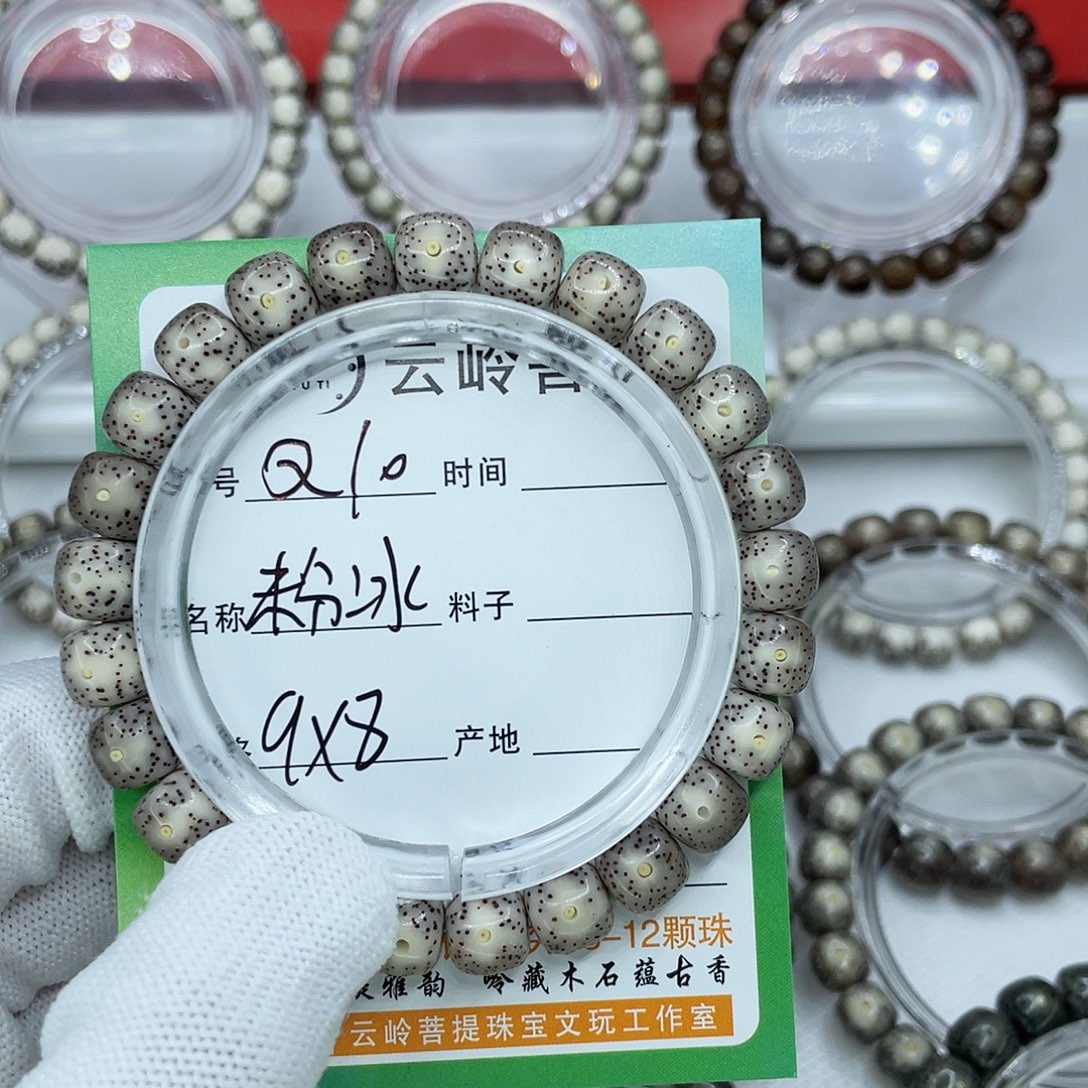 UTI 云岭
号 Q10 时间
名称 粉冰 料子
9X8 产地
-12颗珠
雅韵 吟藏木石蕴古香
云岭菩提珠宝文玩工作室